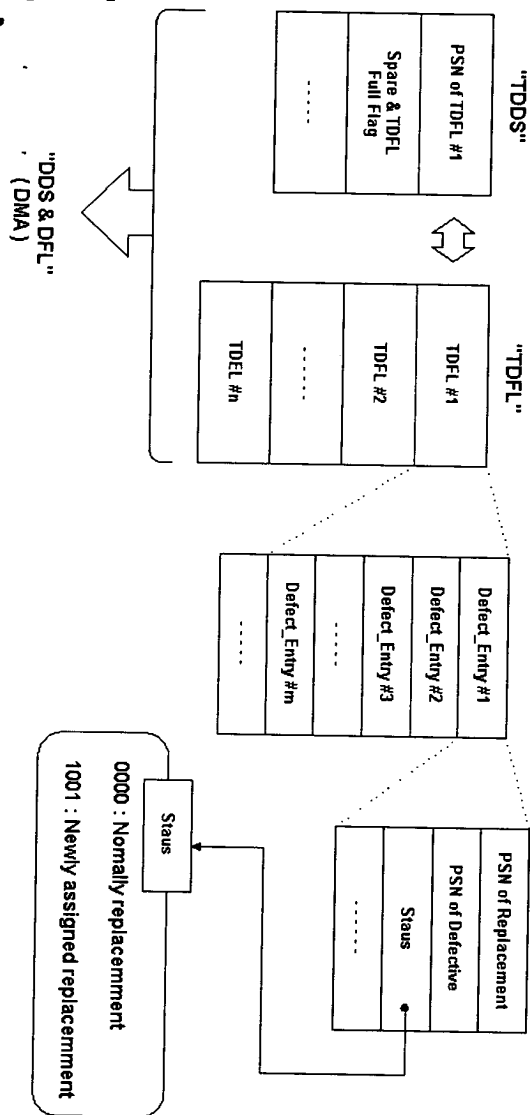 "TDDS"
PSN of TDFL #1
Spare & TDFL
Full Flag
......
"TDFL"
TDFL #1
TDFL #2
......
TDEL #n
"DDS & DFL"
( DMA )
Defect_Entry #1
Defect_Entry #2
Defect_Entry #3
......
Defect_Entry #m
......
PSN of Replacement
PSN of Defective
Staus
......
Staus
0000 : Nomally replacemment
1001 : Newly assigned replacemment